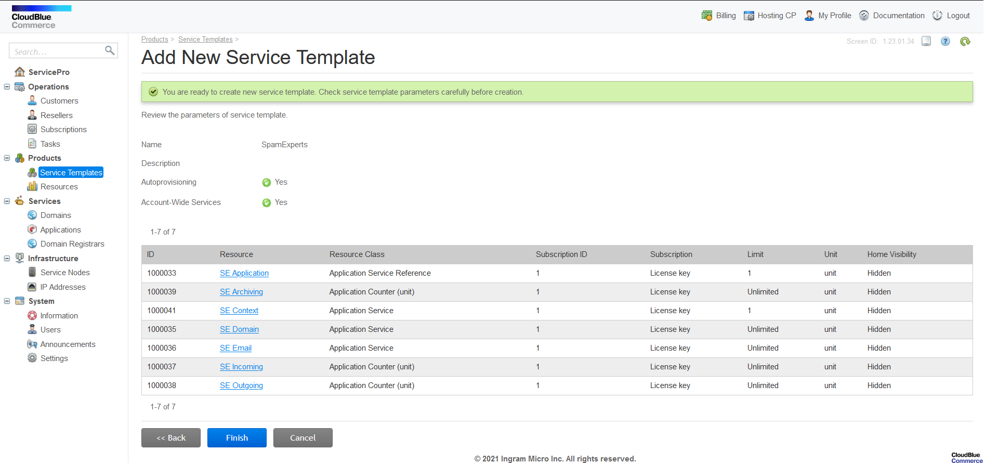 CloudBlue
Commerce
Billing Hosting CP My Profile Documentation Logout
Search...
ServicePro
Operations
Customers
Resellers
Subscriptions
Tasks
Products
Service Templates
Resources
Services
Domains
Applications
Domain Registrars
Infrastructure
Service Nodes
IP Addresses
System
Information
Users
Announcements
Settings
Products > Service Templates >
Screen ID: 1.23.01.34
Add New Service Template
You are ready to create new service template. Check service template parameters carefully before creation.
Review the parameters of service template.
Name SpamExperts
Description
Autoprovisioning Yes
Account-Wide Services Yes
1-7 of 7
ID Resource Resource Class Subscription ID Subscription Limit Unit Home Visibility
1000033 SE Application Application Service Reference 1 License key 1 unit Hidden
1000039 SE Archiving Application Counter (unit) 1 License key Unlimited unit Hidden
1000041 SE Context Application Service 1 License key 1 unit Hidden
1000035 SE Domain Application Service 1 License key Unlimited unit Hidden
1000036 SE Email Application Service 1 License key Unlimited unit Hidden
1000037 SE Incoming Application Counter (unit) 1 License key Unlimited unit Hidden
1000038 SE Outgoing Application Counter (unit) 1 License key Unlimited unit Hidden
1-7 of 7
<< Back Finish Cancel
© 2021 Ingram Micro Inc. All rights reserved.
CloudBlue
Commerce